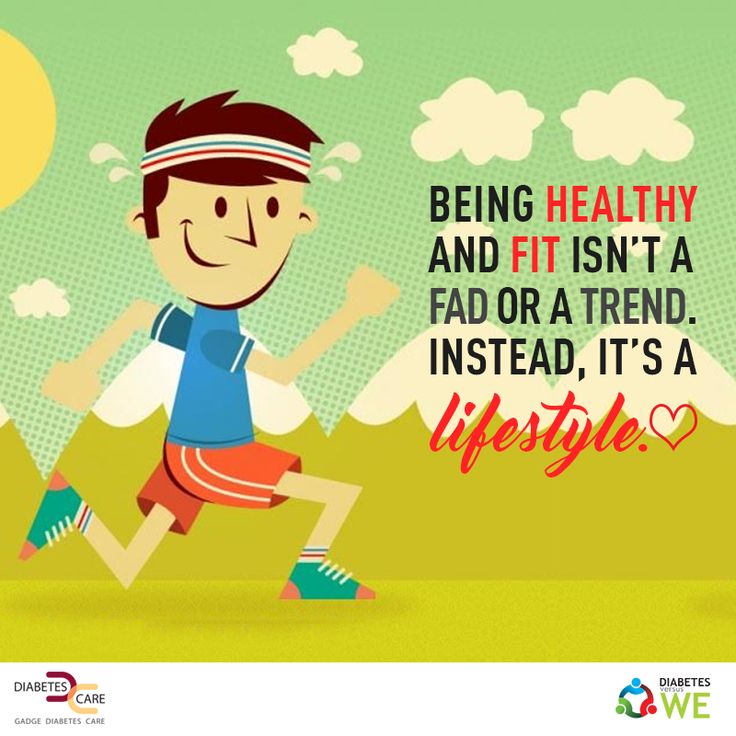 BEING HEALTHY
AND FIT ISN'T A
FAD OR A TREND.
INSTEAD, IT'S A
lifestyle.
DIABETES
CARE
GADGE DIABETES CARE
DIABETES
versus
WE